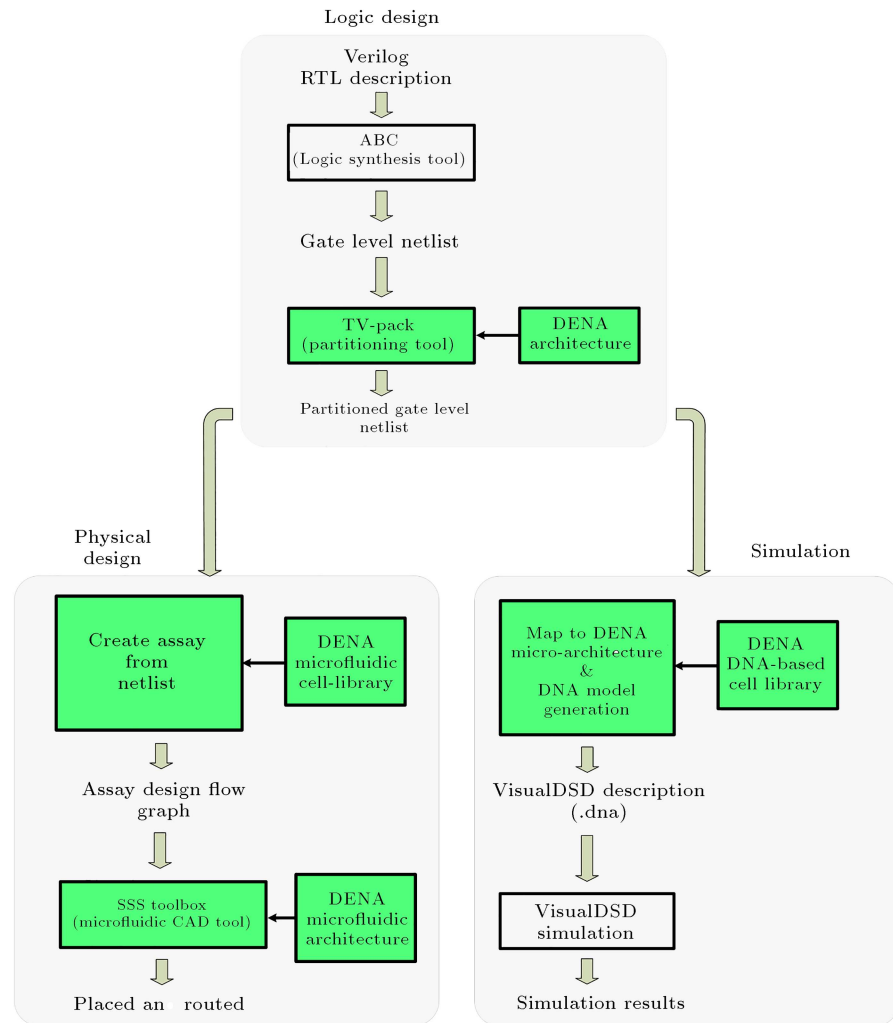 Logic design
Verilog
RTL description
ABC
(Logic synthesis tool)
Gate level netlist
TV-pack
(partitioning tool)
DENA
architecture
Partitioned gate level
netlist
Physical
design
Create assay
from
netlist
DENA
microfluidic
cell-library
Assay design flow
graph
SSS toolbox
(microfluidic CAD tool)
DENA
microfluidic
architecture
Placed an routed
Simulation
Map to DENA
micro-architecture
&
DNA model
generation
DENA
DNA-based
cell library
VisualDSD description
(.dna)
VisualDSD
simulation
Simulation results